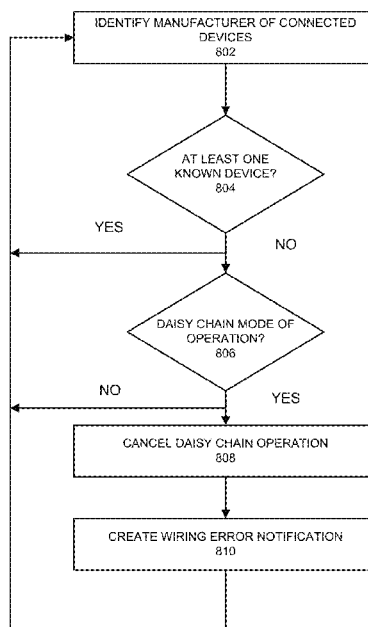 IDENTIFY MANUFACTURER OF CONNECTED
DEVICES
802
AT LEAST ONE
KNOWN DEVICE?
804
YES
NO
DAISY CHAIN MODE OF
OPERATION?
806
NO
YES
CANCEL DAISY CHAIN OPERATION
808
CREATE WIRING ERROR NOTIFICATION
810